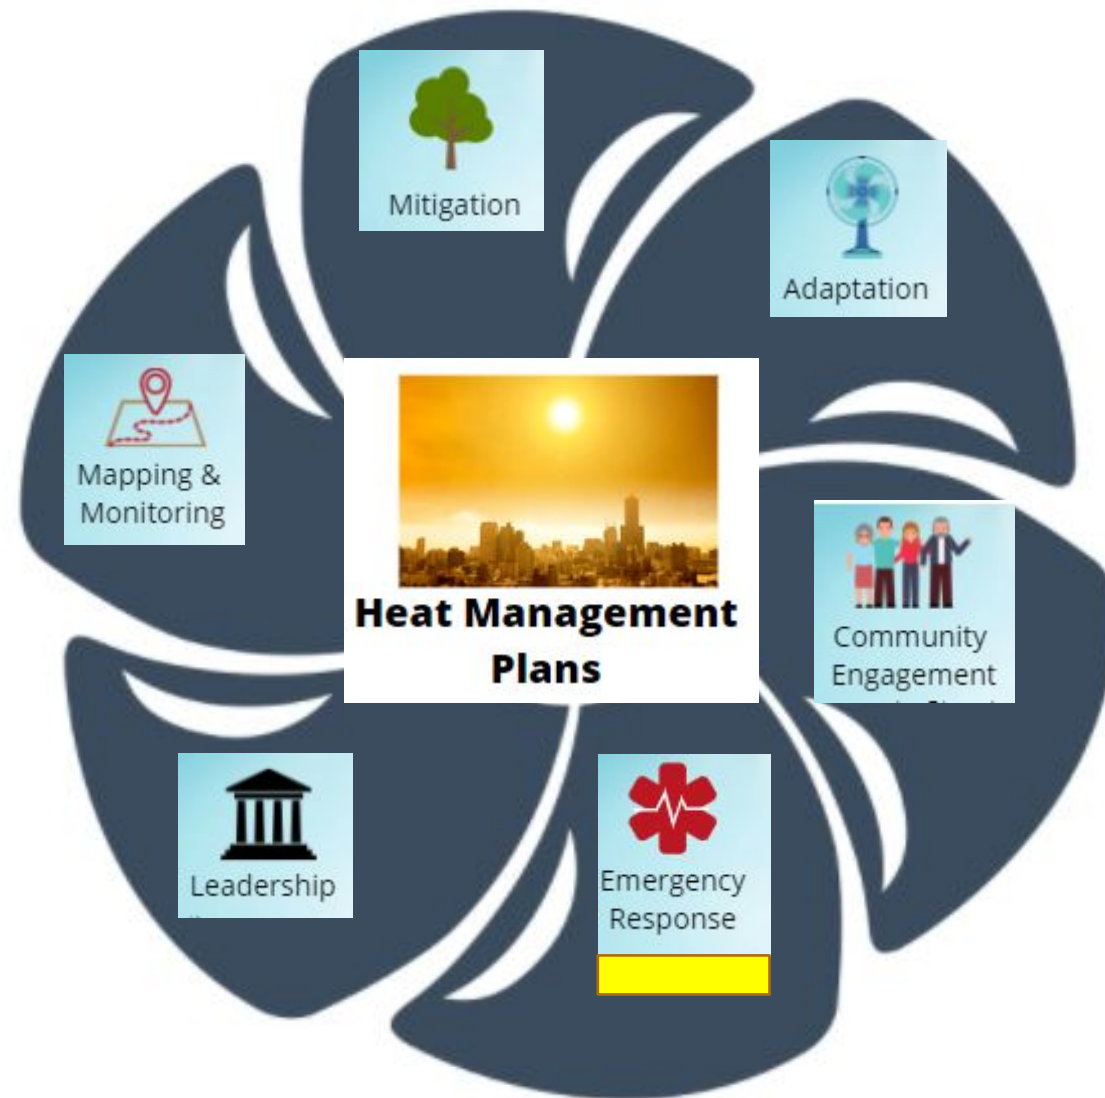 Mitigation
Adaptation
Mapping &
Monitoring
Heat Management
Plans
Community
Engagement
Leadership
Emergency
Response